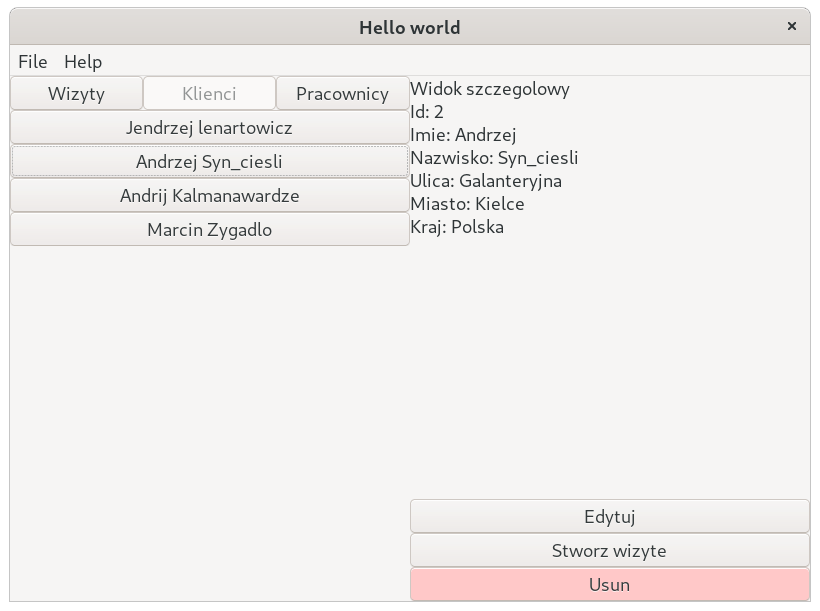 Hello world
×
File Help
Wizyty Klienci Pracownicy
Jendrzej lenartowicz
Andrzej Syn_ciesli
Andrij Kalmanawardze
Marcin Zygadlo
Widok szczegolowy
Id: 2
Imie: Andrzej
Nazwisko: Syn_ciesli
Ulica: Galanteryjna
Miasto: Kielce
Kraj: Polska
Edytuj
Stworz wizyte
Usun